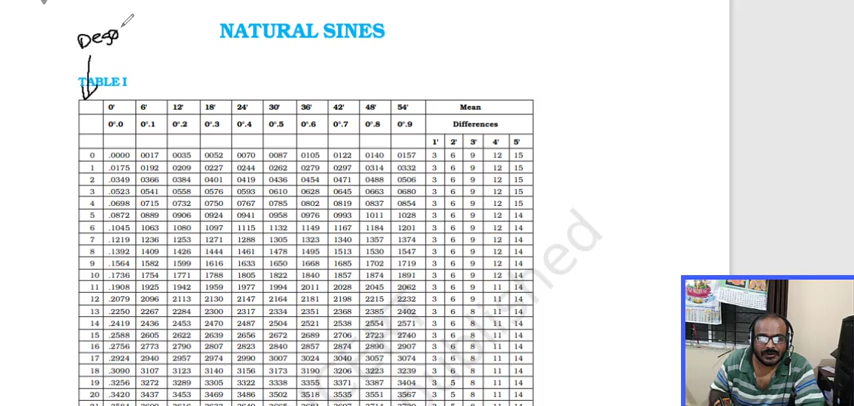 Dego
NATURAL SINES
TABLE I
0' 6' 12' 18' 24' 30' 36' 42' 48' 54' Mean
0°.0 0°.1 0°.2 0°.3 0°.4 0°.5 0°.6 0°.7 0°.8 0°.9 Differences
1' 2' 3' 4' 5'
0 .0000 0017 0035 0052 0070 0087 0105 0122 0140 0157 3 6 9 12 15
1 .0175 0192 0209 0227 0244 0262 0279 0297 0314 0332 3 6 9 12 15
2 .0349 0366 0384 0401 0419 0436 0454 0471 0488 0506 3 6 9 12 15
3 .0523 0541 0558 0576 0593 0610 0628 0645 0663 0680 3 6 9 12 15
4 .0698 0715 0732 0750 0767 0785 0802 0819 0837 0854 3 6 9 12 15
5 .0872 0889 0906 0924 0941 0958 0976 0993 1011 1028 3 6 9 12 14
6 .1045 1063 1080 1097 1115 1132 1149 1167 1184 1201 3 6 9 12 14
7 .1219 1236 1253 1271 1288 1305 1323 1340 1357 1374 3 6 9 12 14
8 .1392 1409 1426 1444 1461 1478 1495 1513 1530 1547 3 6 9 12 14
9 .1564 1582 1599 1616 1633 1650 1668 1685 1702 1719 3 6 9 12 14
10 .1736 1754 1771 1788 1805 1822 1840 1857 1874 1891 3 6 9 12 14
11 .1908 1925 1942 1959 1977 1994 2011 2028 2045 2062 3 6 9 11 14
12 .2079 2096 2113 2130 2147 2164 2181 2198 2215 2232 3 6 9 11 14
13 .2250 2267 2284 2300 2317 2334 2351 2368 2385 2402 3 6 8 11 14
14 .2419 2436 2453 2470 2487 2504 2521 2538 2554 2571 3 6 8 11 14
15 .2588 2605 2622 2639 2656 2672 2689 2706 2723 2740 3 6 8 11 14
16 .2756 2773 2790 2807 2823 2840 2857 2874 2890 2907 3 6 8 11 14
17 .2924 2940 2957 2974 2990 3007 3024 3040 3057 3074 3 6 8 11 14
18 .3090 3107 3123 3140 3156 3173 3190 3206 3223 3239 3 6 8 11 14
19 .3256 3272 3289 3305 3322 3338 3355 3371 3387 3404 3 5 8 11 14
20 .3420 3437 3453 3469 3486 3502 3518 3535 3551 3567 3 5 8 11 14
published